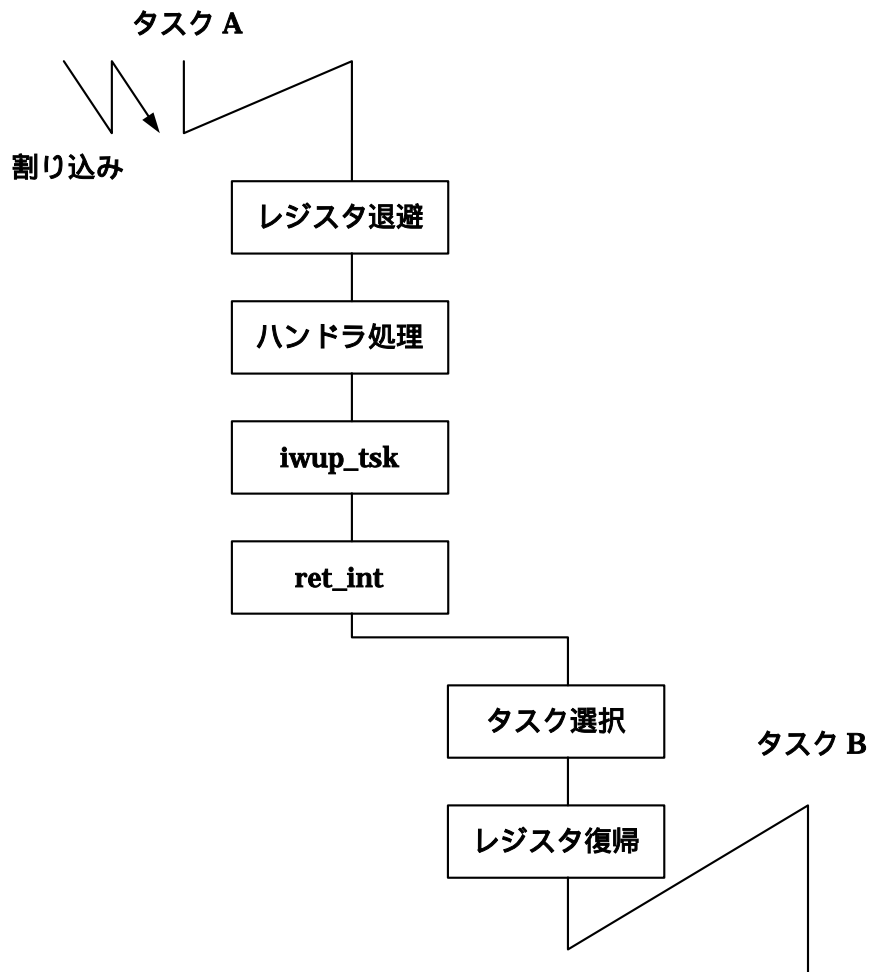 タスク A
割り込み
レジスタ退避
ハンドラ処理
iwup_tsk
ret_int
タスク選択
タスク B
レジスタ復帰